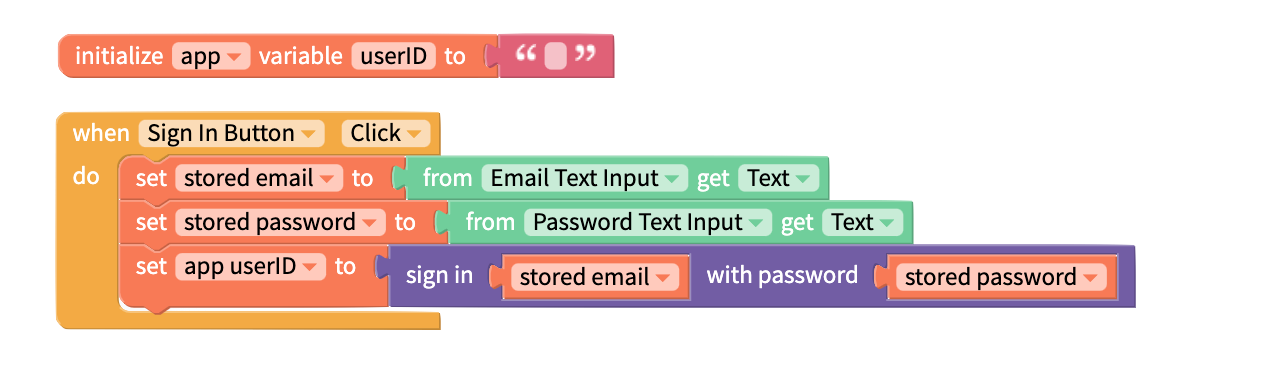 initialize app variable userID to “ ”
when Sign In Button Click
do set stored email to from Email Text Input get Text
set stored password to from Password Text Input get Text
set app userID to sign in stored email with password stored password